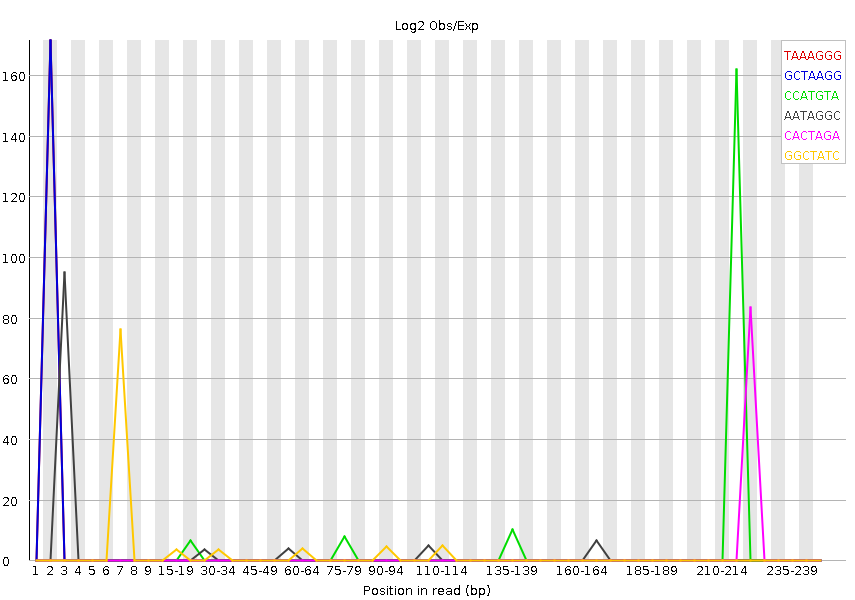 Log2 Obs/Exp
TAAAGGG
GCTAAGG
CCATGTA
AATAGGC
CACTAGA
GGCTATC
160
140
120
100
80
60
40
20
0
1 2 3 4 5 6 7 8 9 15-19 30-34 45-49 60-64 75-79 90-94 110-114 135-139 160-164 185-189 210-214 235-239
Position in read (bp)